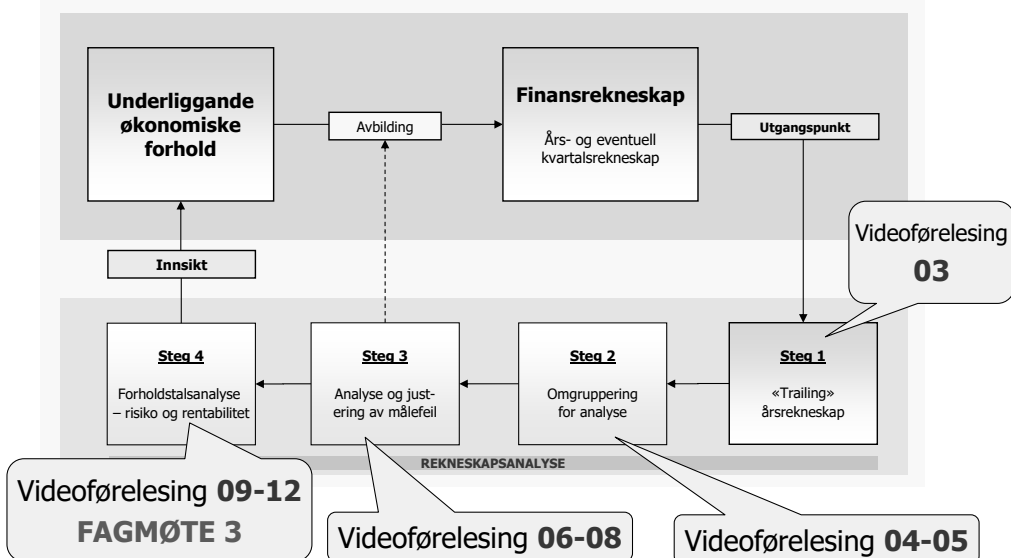 Underliggande
økonomiske
forhold
Avbilding
Finansrekneskap
Års- og eventuell
kvartalsrekneskap
Utgangspunkt
Innsikt
Videoførelesing
03
Steg 4
Forholdstalsanalyse
– risiko og rentabilitet
Steg 3
Analyse og just-
ering av målefeil
Steg 2
Omgruppering
for analyse
Steg 1
«Trailing»
årsrekneskap
REKNESKAPSANALYSE
Videoførelesing 09-12
FAGMØTE 3
Videoførelesing 06-08
Videoførelesing 04-05